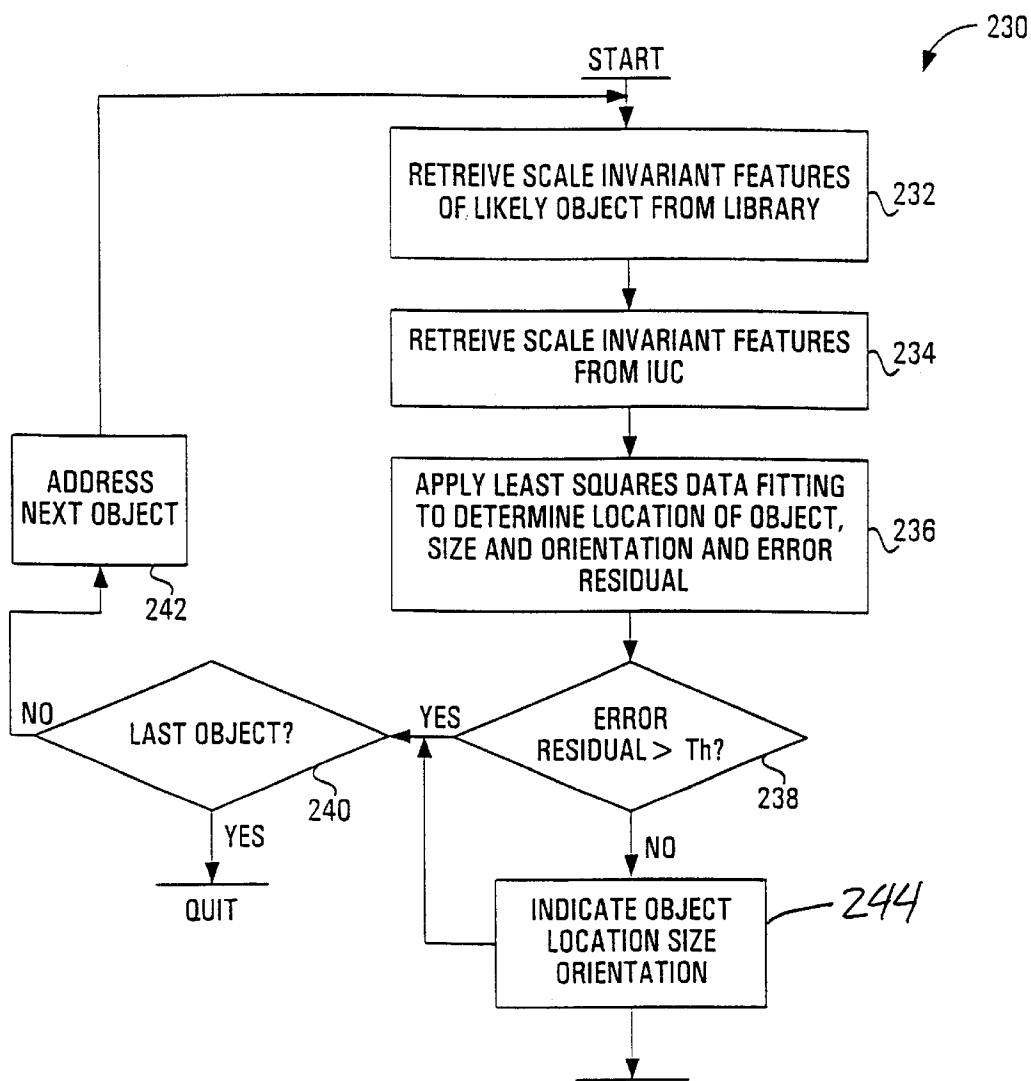 230
START
RETREIVE SCALE INVARIANT FEATURES
OF LIKELY OBJECT FROM LIBRARY
232
RETREIVE SCALE INVARIANT FEATURES
FROM IUC
234
APPLY LEAST SQUARES DATA FITTING
TO DETERMINE LOCATION OF OBJECT,
SIZE AND ORIENTATION AND ERROR
RESIDUAL
236
ADDRESS
NEXT OBJECT
242
NO
LAST OBJECT?
240
YES
QUIT
YES
ERROR
RESIDUAL > Th?
238
NO
INDICATE OBJECT
LOCATION SIZE
ORIENTATION
244